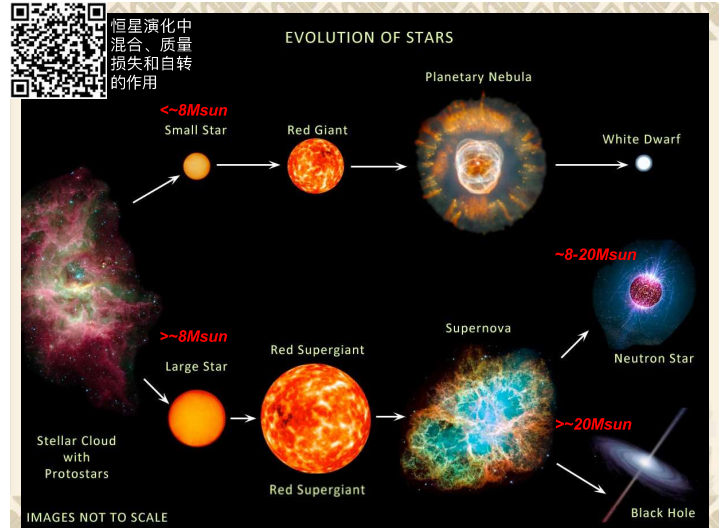 恒星演化中
混合、质量
损失和自转
的作用
EVOLUTION OF STARS
<~8Msun
Small Star
Red Giant
Planetary Nebula
White Dwarf
~8-20Msun
Neutron Star
>~8Msun
Large Star
Red Supergiant
Red Supergiant
Supernova
>~20Msun
Black Hole
Stellar Cloud
with
Protostars
IMAGES NOT TO SCALE